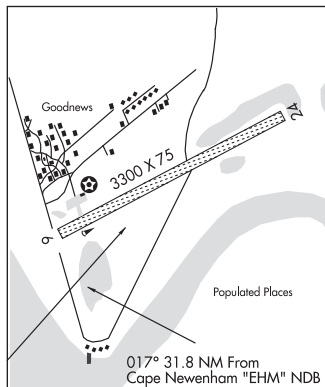 Goodnews
24
3300 X 75
6
Populated Places
017° 31.8 NM From
Cape Newenham "EHM" NDB